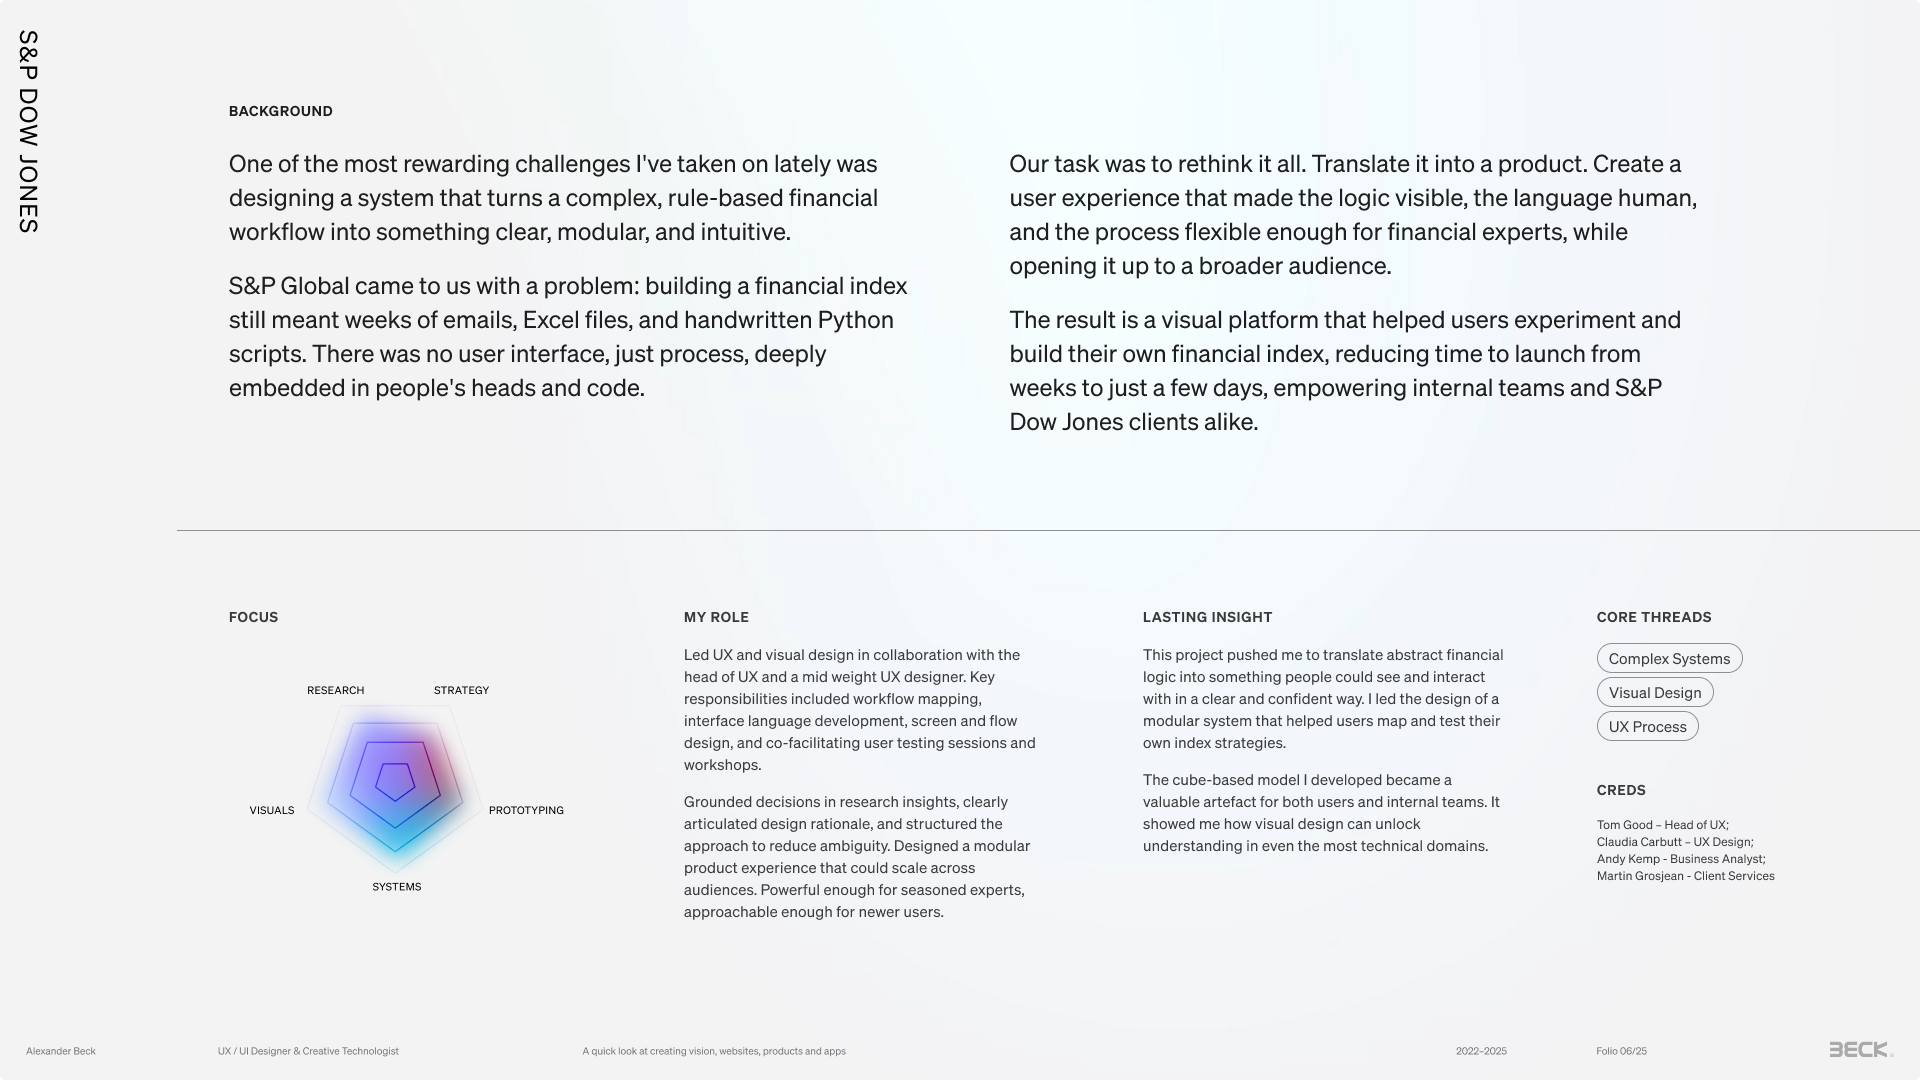 S&P DOW JONES
BACKGROUND
One of the most rewarding challenges I've taken on lately was
designing a system that turns a complex, rule-based financial
workflow into something clear, modular, and intuitive.
S&P Global came to us with a problem: building a financial index
still meant weeks of emails, Excel files, and handwritten Python
scripts. There was no user interface, just process, deeply
embedded in people's heads and code.
Our task was to rethink it all. Translate it into a product. Create a
user experience that made the logic visible, the language human,
and the process flexible enough for financial experts, while
opening it up to a broader audience.
The result is a visual platform that helped users experiment and
build their own financial index, reducing time to launch from
weeks to just a few days, empowering internal teams and S&P
Dow Jones clients alike.
FOCUS
RESEARCH
STRATEGY
VISUALS
PROTOTYPING
SYSTEMS
MY ROLE
Led UX and visual design in collaboration with the
head of UX and a mid weight UX designer. Key
responsibilities included workflow mapping,
interface language development, screen and flow
design, and co-facilitating user testing sessions and
workshops.
Grounded decisions in research insights, clearly
articulated design rationale, and structured the
approach to reduce ambiguity. Designed a modular
product experience that could scale across
audiences. Powerful enough for seasoned experts,
approachable enough for newer users.
LASTING INSIGHT
This project pushed me to translate abstract financial
logic into something people could see and interact
with in a clear and confident way. I led the design of a
modular system that helped users map and test their
own index strategies.
The cube-based model I developed became a
valuable artefact for both users and internal teams. It
showed me how visual design can unlock
understanding in even the most technical domains.
CORE THREADS
Complex Systems
Visual Design
UX Process
CREDS
Tom Good – Head of UX;
Claudia Carbutt – UX Design;
Andy Kemp - Business Analyst;
Martin Grosjean - Client Services
Alexander Beck
UX / UI Designer & Creative Technologist
A quick look at creating vision, websites, products and apps
2022–2025
Folio 06/25
BECK